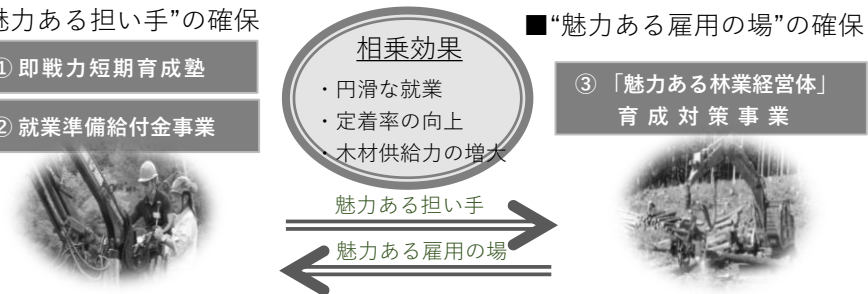 魅力ある担い手”の確保
① 即戦力短期育成塾
② 就業準備給付金事業
相乗効果
・円滑な就業
・定着率の向上
・木材供給力の増大
魅力ある担い手
魅力ある雇用の場
■“魅力ある雇用の場”の確保
③ 「魅力ある林業経営体」
育成対策事業